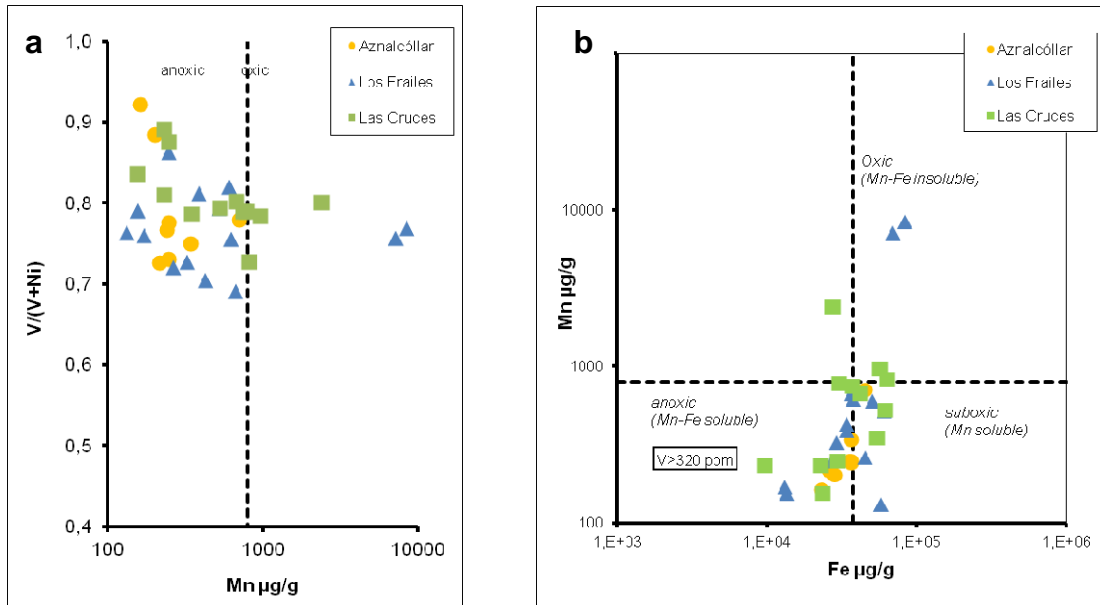 a
1,0
0,9
0,8
0,7
0,6
0,5
0,4
V/(V+Ni)
anoxic
oxic
Aznalcóllar
Los Frailes
Las Cruces
100
1000
10000
Mn µg/g
b
Aznalcóllar
Los Frailes
Las Cruces
Oxic
(Mn-Fe insoluble)
10000
1000
100
Mn µg/g
anoxic
(Mn-Fe soluble)
suboxic
(Mn soluble)
V>320 ppm
1,E+03
1,E+04
1,E+05
1,E+06
Fe µg/g